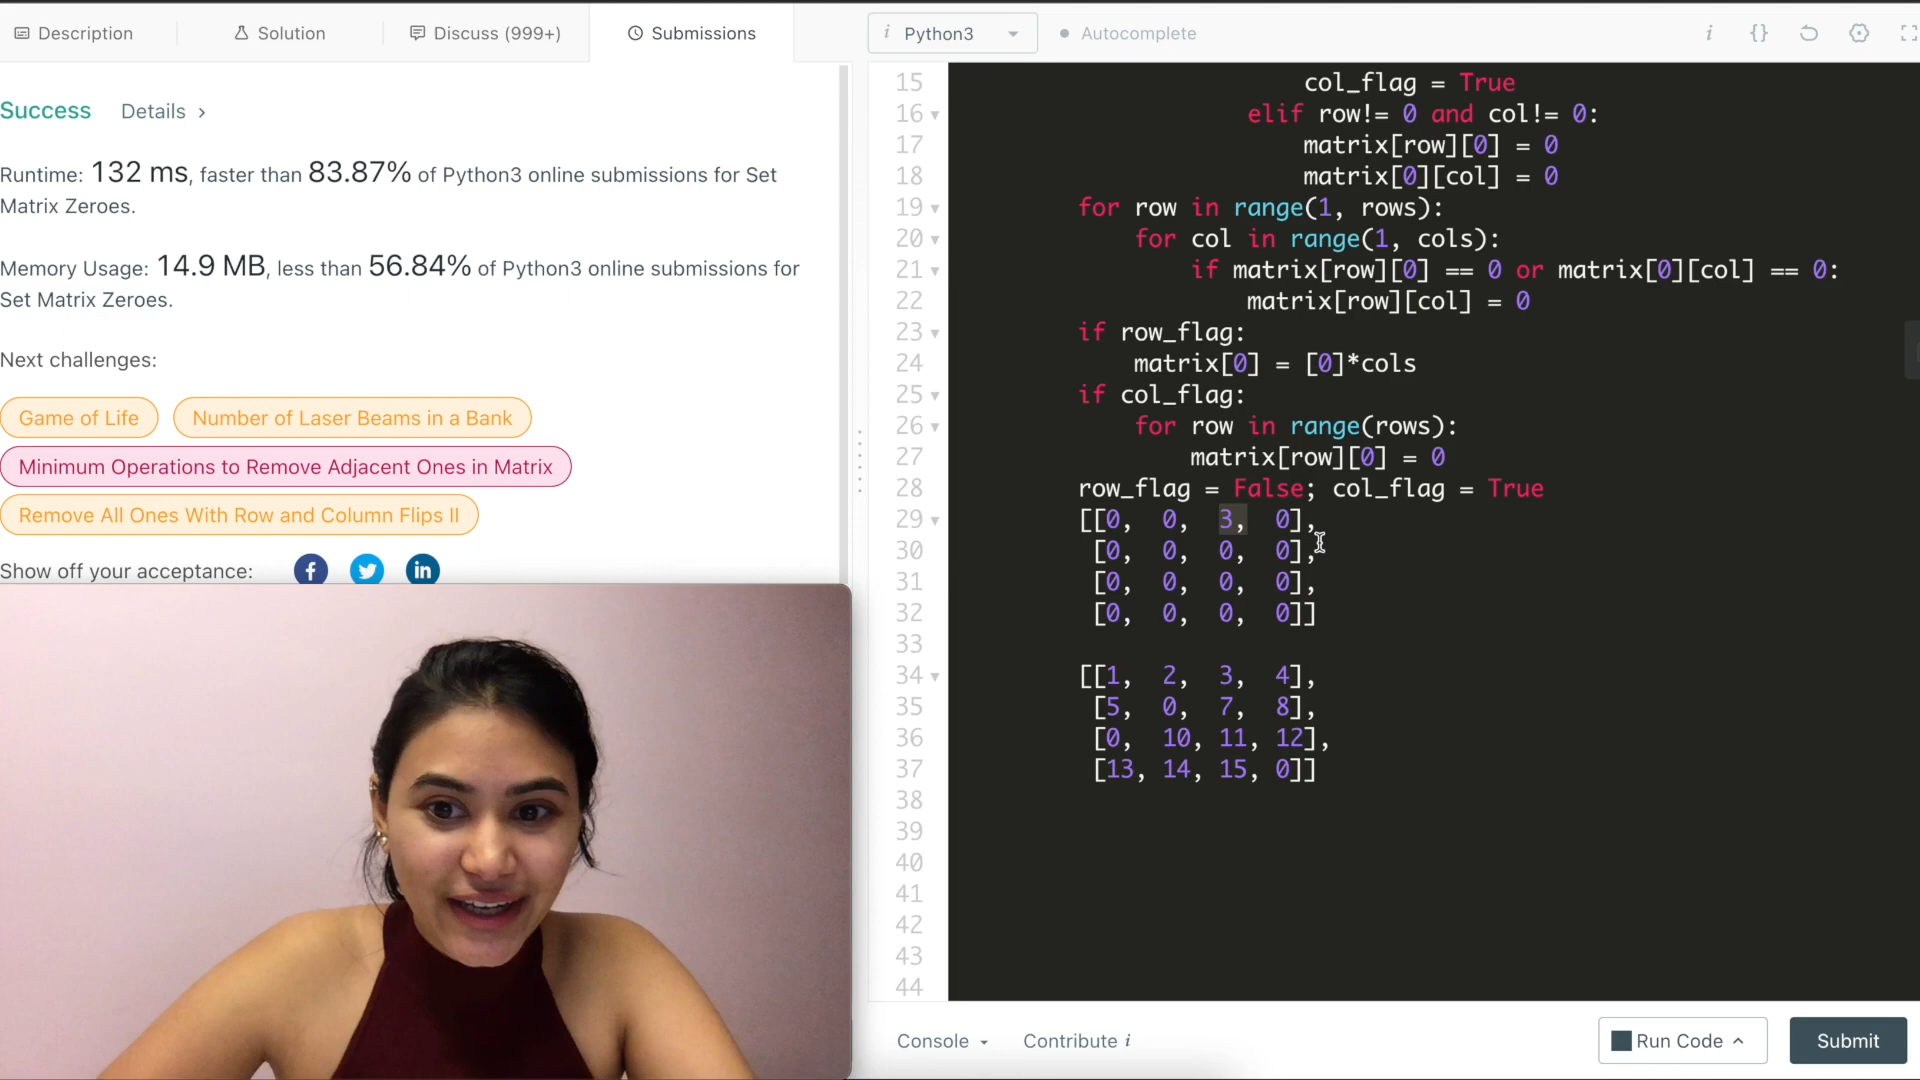 Description
Solution
Discuss (999+)
Submissions
Success
Details >
Runtime: 132 ms, faster than 83.87% of Python3 online submissions for Set
Matrix Zeroes.
Memory Usage: 14.9 MB, less than 56.84% of Python3 online submissions for
Set Matrix Zeroes.
Next challenges:
Game of Life
Number of Laser Beams in a Bank
Minimum Operations to Remove Adjacent Ones in Matrix
Remove All Ones With Row and Column Flips II
Show off your acceptance:
f
in
i Python3
Autocomplete
i {}
15 col_flag = True
16 elif row!= 0 and col!= 0:
17 matrix[row][0] = 0
18 matrix[0][col] = 0
19 for row in range(1, rows):
20 for col in range(1, cols):
21 if matrix[row][0] == 0 or matrix[0][col] == 0:
22 matrix[row][col] = 0
23 if row_flag:
24 matrix[0] = [0]*cols
25 if col_flag:
26 for row in range(rows):
27 matrix[row][0] = 0
28 row_flag = False; col_flag = True
29 [[0, 0, 3, 0],
30 [0, 0, 0, 0],
31 [0, 0, 0, 0],
32 [0, 0, 0, 0]]
33
34 [[1, 2, 3, 4],
35 [5, 0, 7, 8],
36 [0, 10, 11, 12],
37 [13, 14, 15, 0]]
38
39
40
41
42
43
44
Console
Contribute i
Run Code
Submit